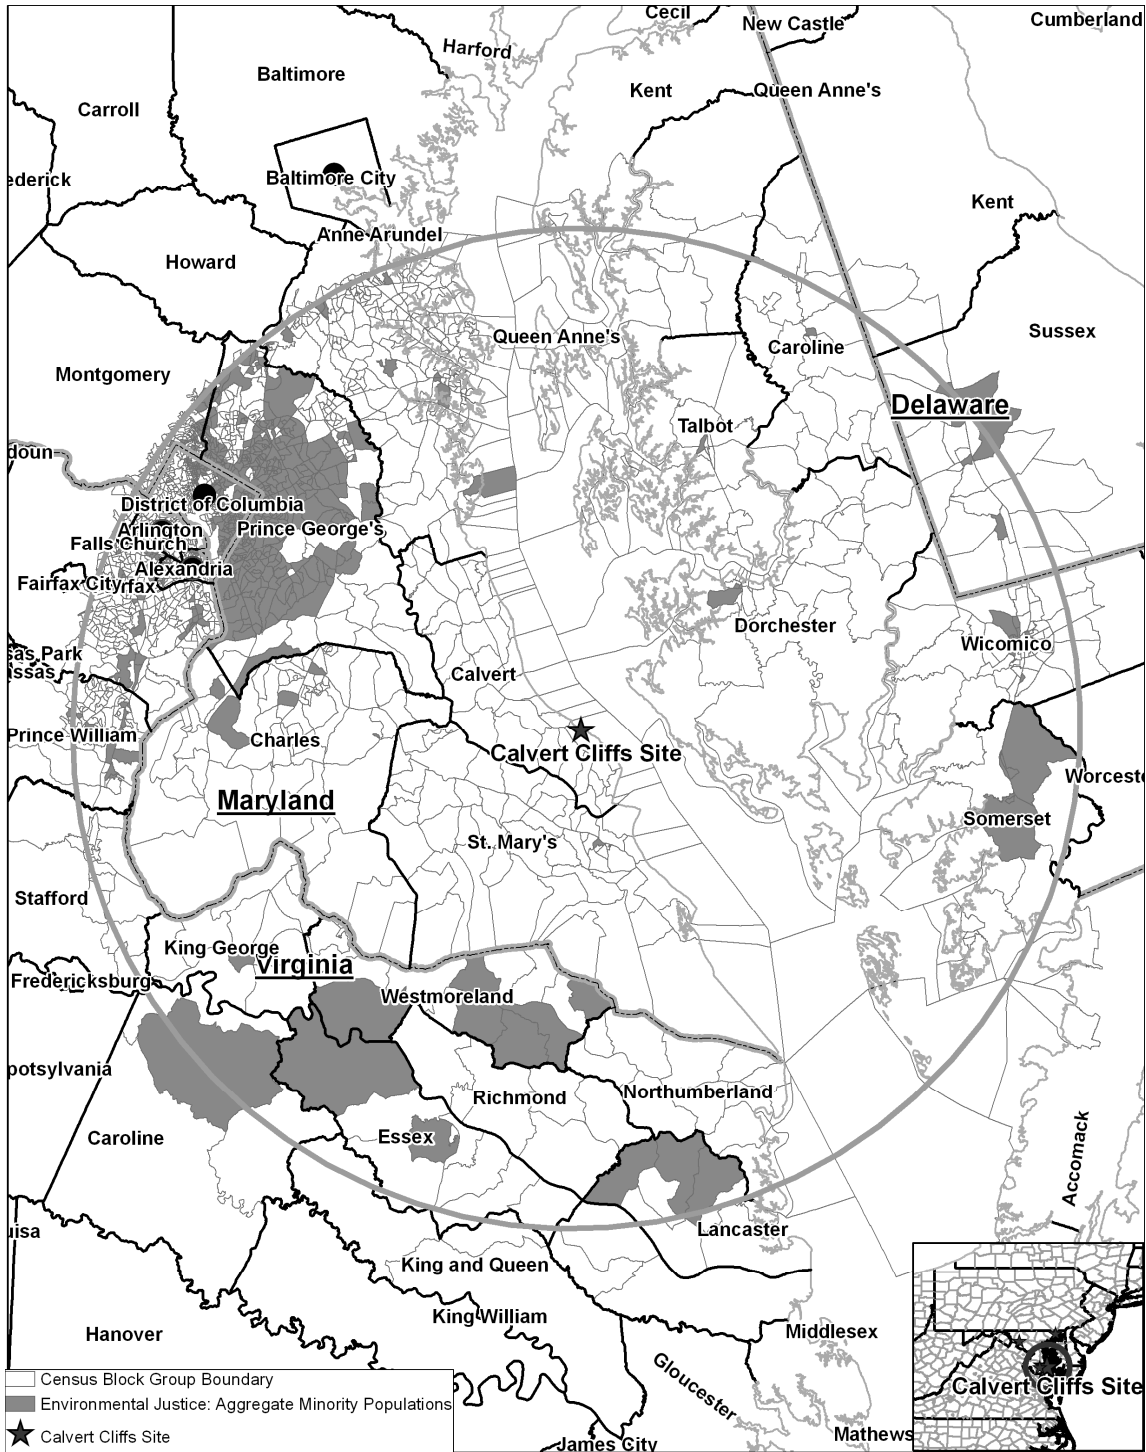 Cecil
New Castle
Cumberland
Harford
Baltimore
Kent
Queen Anne's
Carroll
ederick
Baltimore City
Kent
Anne Arundel
Howard
Sussex
Queen Anne's
Caroline
Montgomery
Delaware
Talbot
doun
District of Columbia
Arlington
Prince George's
Falls Church
Alexandria
Fairfax City
rfax
Dorchester
Wicomico
sas Park
assas
Calvert
Prince William
Charles
Calvert Cliffs Site
Worceste
Maryland
Somerset
St. Mary's
Stafford
King George
Virginia
Fredericksburg
Westmoreland
potsylvania
Richmond
Northumberland
Caroline
Essex
Accomack
uisa
Lancaster
King and Queen
King William
Hanover
Middlesex
Gloucester
Calvert Cliffs Site
Census Block Group Boundary
Environmental Justice: Aggregate Minority Populations
Calvert Cliffs Site
James City
Mathews